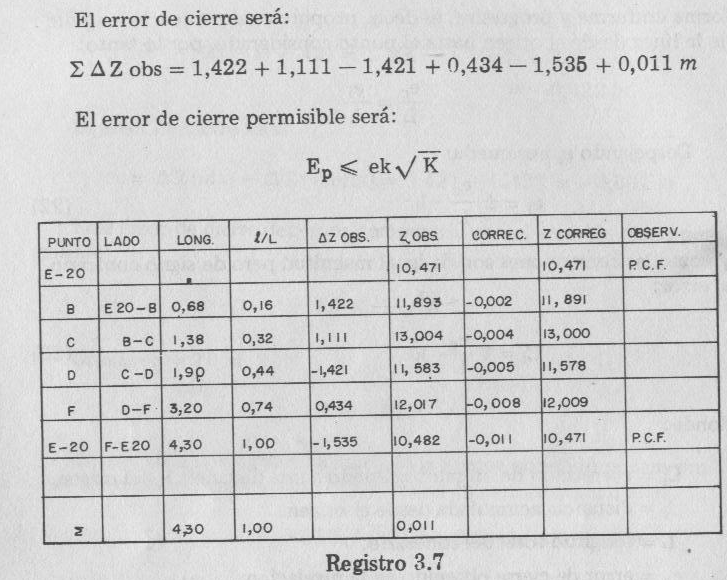 El error de cierre será:
Σ Δ Z obs = 1,422 + 1,111 − 1,421 + 0,434 − 1,535 + 0,011 m
El error de cierre permisible será:
Ep ⩽ ek√K
PUNTO LADO LONG. ℓ/L ΔZ OBS. Z OBS. CORREC. Z CORREG OBSERV.
E-20 10,471 10,471 P.C.F.
B E20-B 0,68 0,16 1,422 11,893 -0,002 11,891
C B-C 1,38 0,32 1,111 13,004 -0,004 13,000
D C-D 1,90 0,44 -1,421 11,583 -0,005 11,578
F D-F 3,20 0,74 0,434 12,017 -0,008 12,009
E-20 F-E20 4,30 1,00 -1,535 10,482 -0,011 10,471 P.C.F.
Σ 4,30 1,00 0,011
Registro 3.7